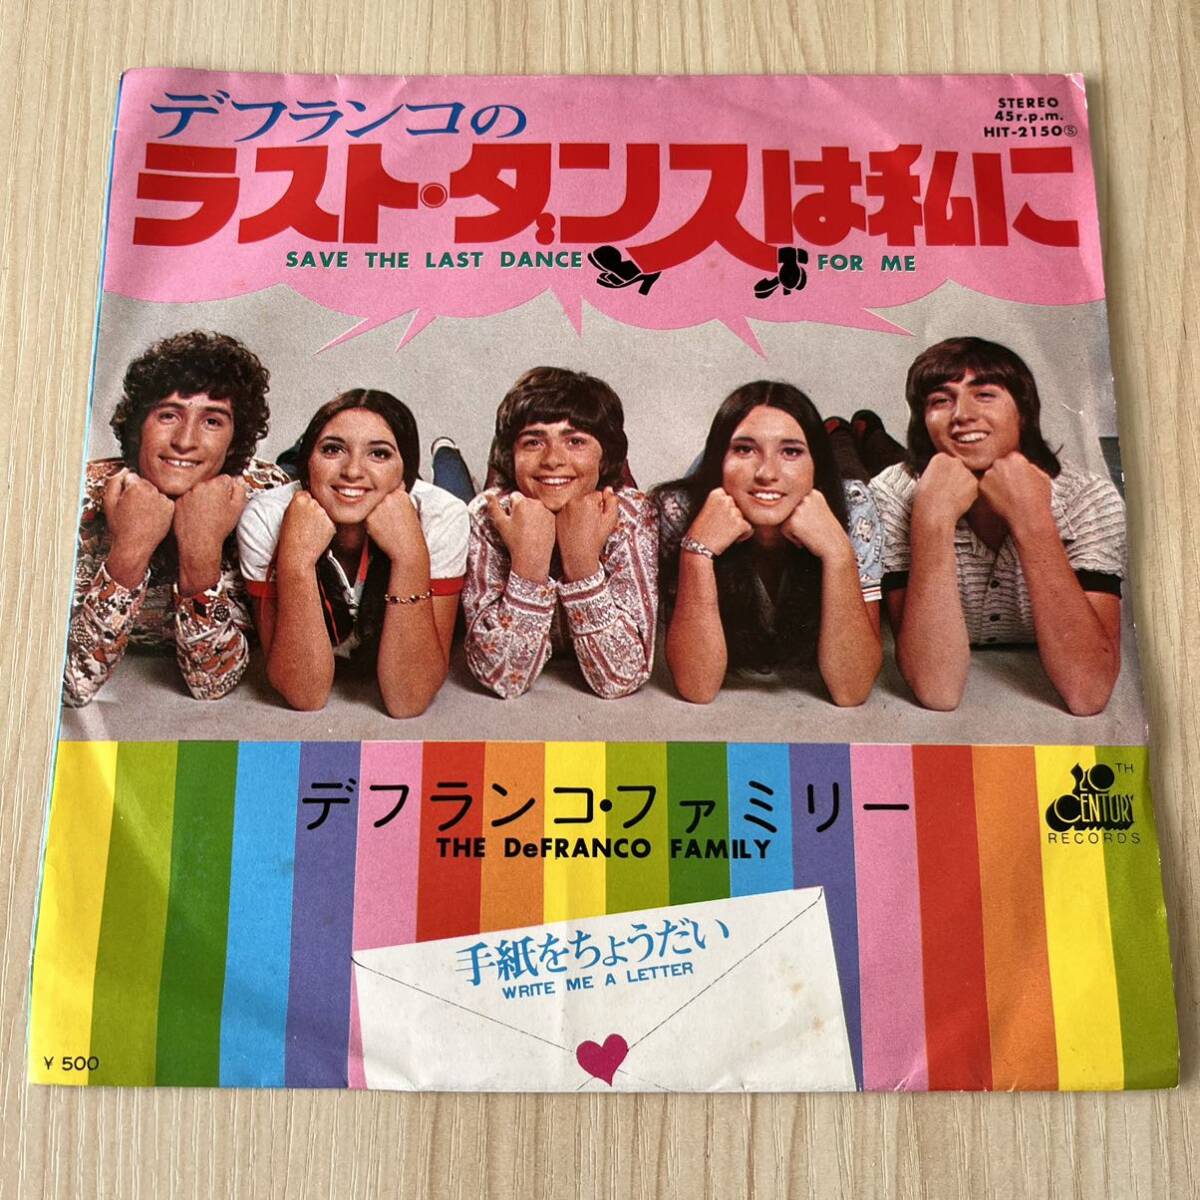 デフランコの
STEREO
45r.p.m.
HIT-2150Ⓢ
ラスト・ダンスは私に
SAVE THE LAST DANCE FOR ME
デフランコ・ファミリー
THE DeFRANCO FAMILY
20TH
CENTURY
RECORDS
手紙をちょうだい
WRITE ME A LETTER
¥ 500